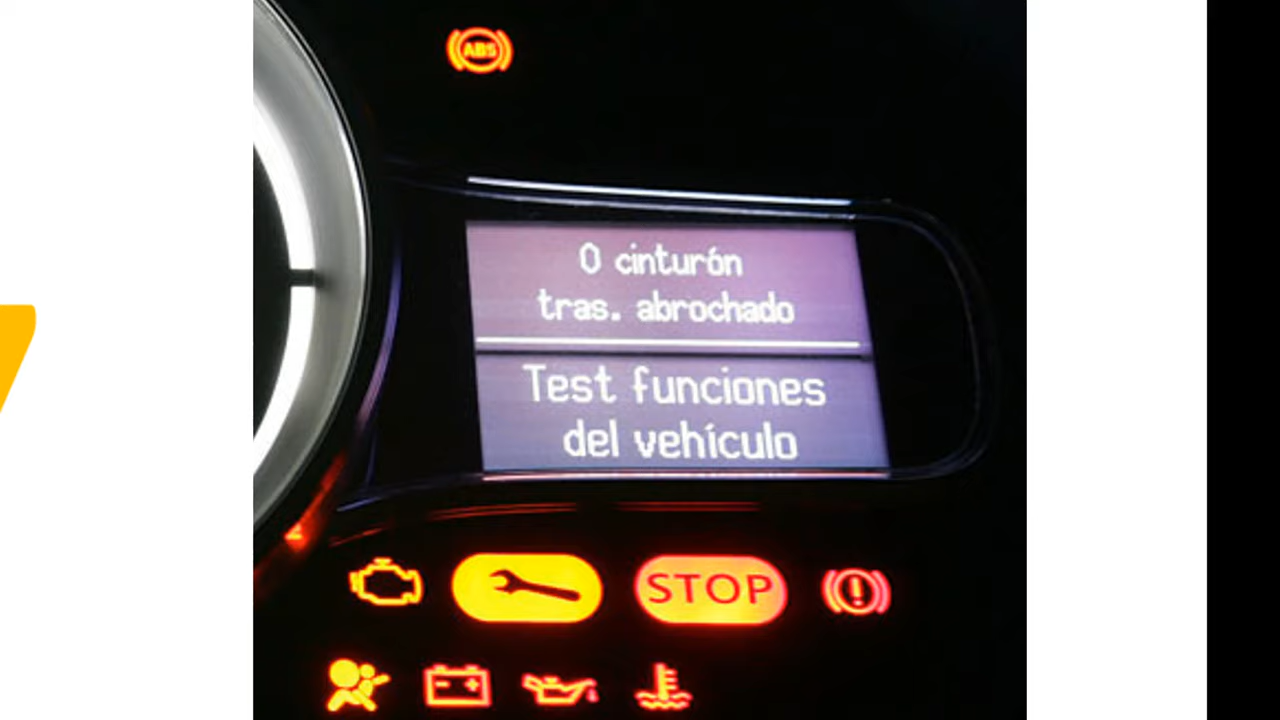 ABS
0 cinturón
tras. abrochado
Test funciones
del vehículo
STOP